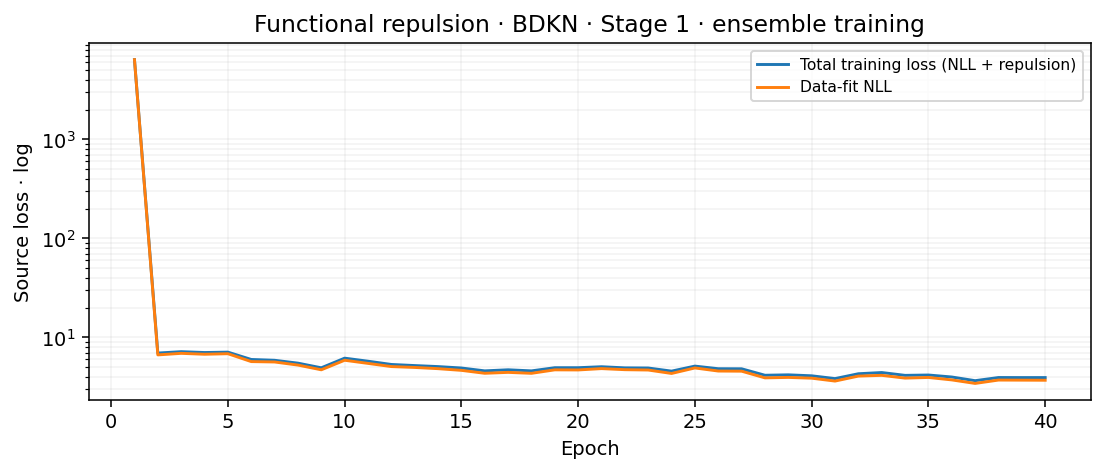 Functional repulsion · BDKN · Stage 1 · ensemble training
Total training loss (NLL + repulsion)
Data-fit NLL
Source loss · log
10³
10²
10¹
0 5 10 15 20 25 30 35 40
Epoch